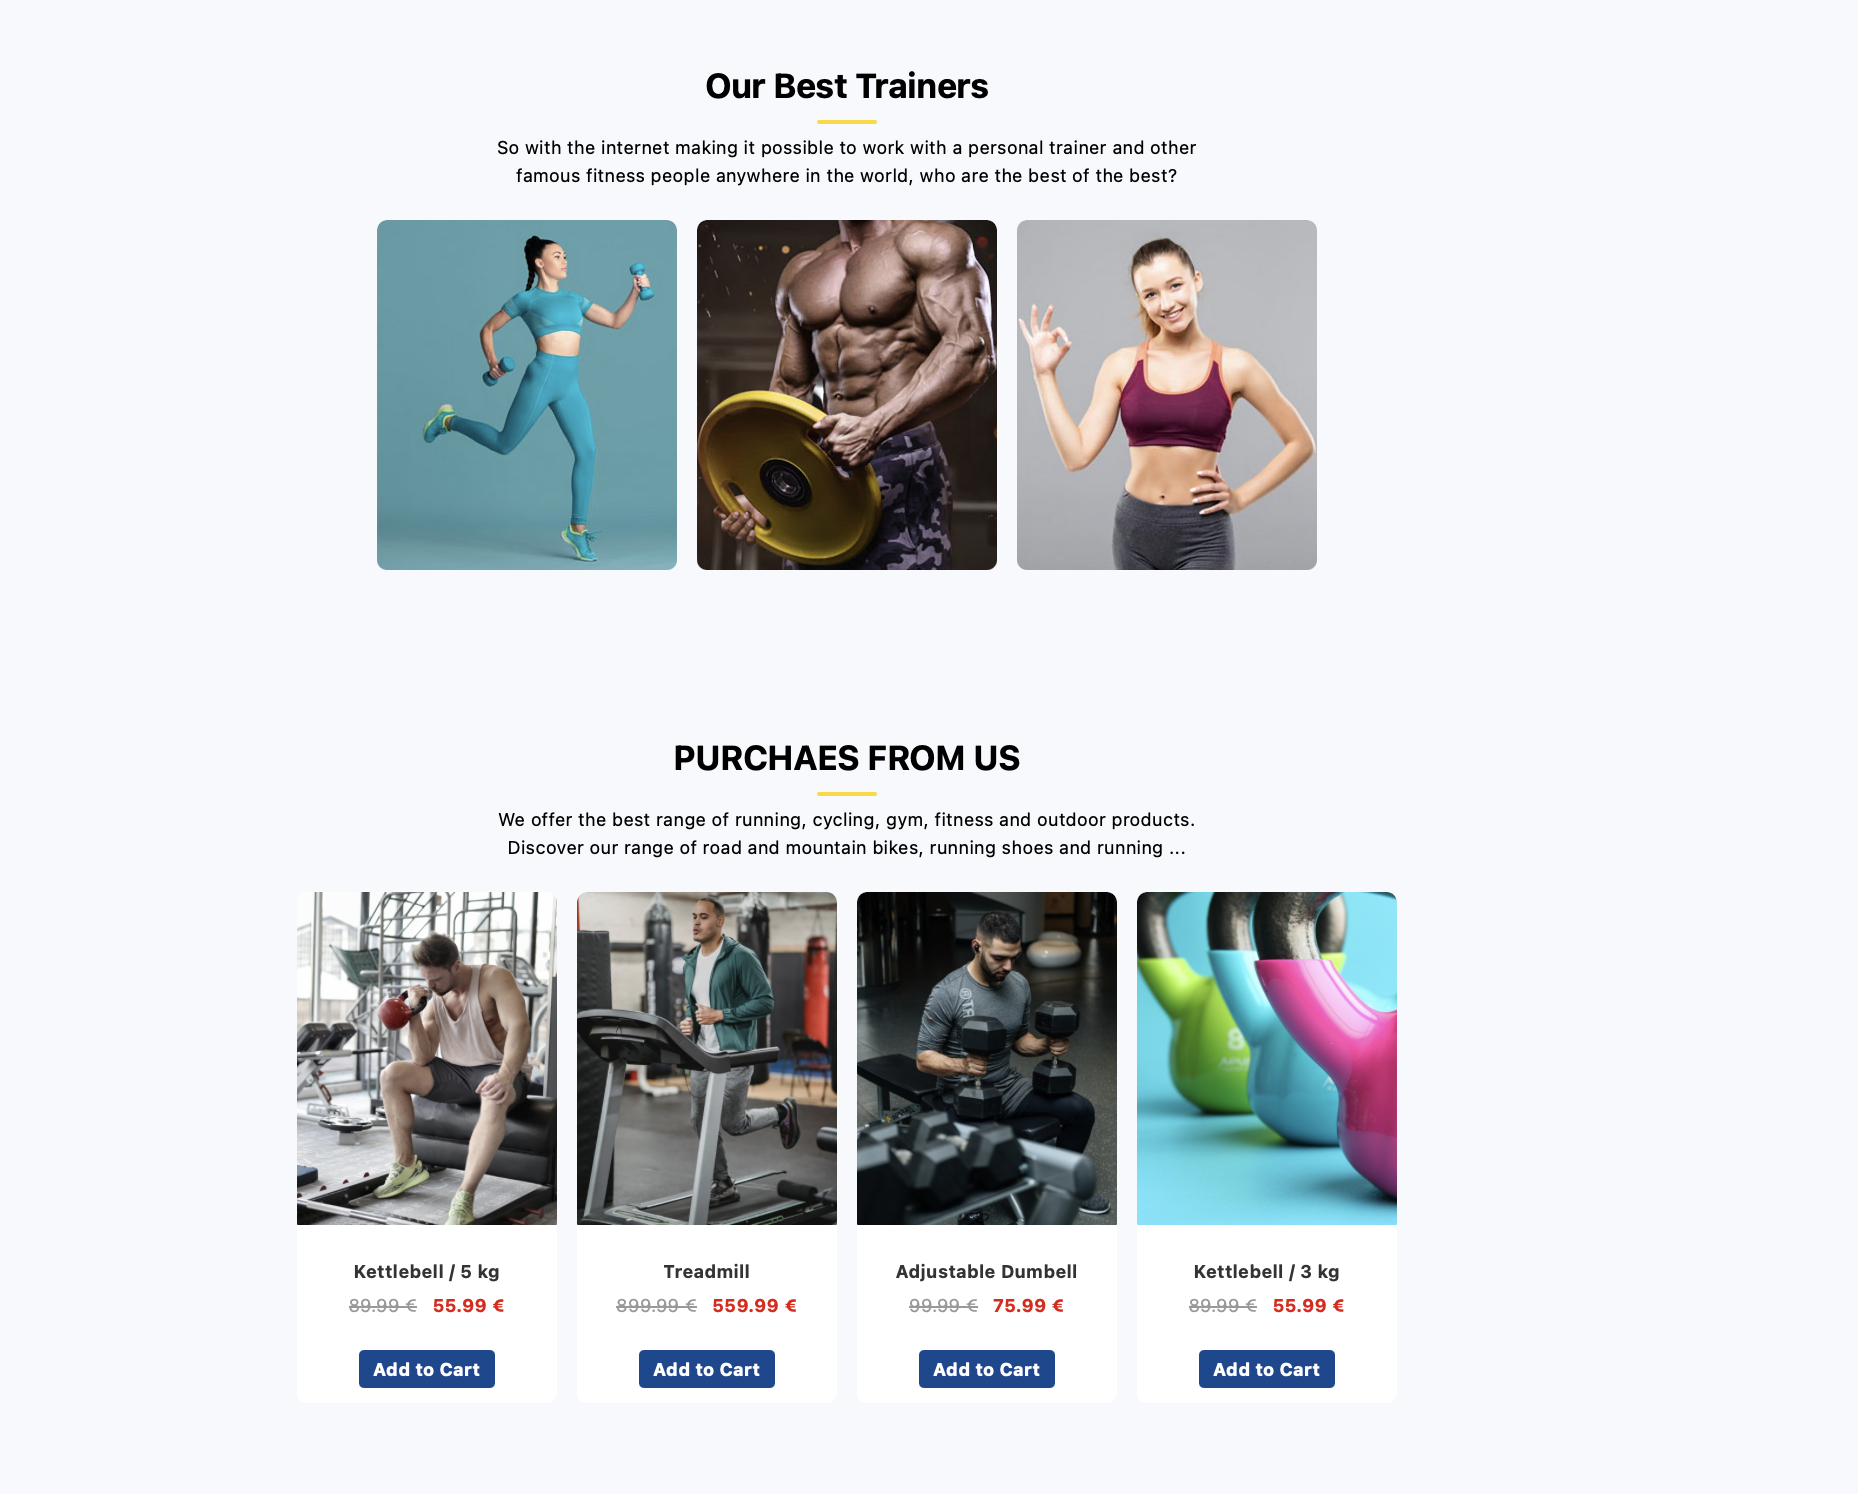 Our Best Trainers
So with the internet making it possible to work with a personal trainer and other
famous fitness people anywhere in the world, who are the best of the best?
PURCHAES FROM US
We offer the best range of running, cycling, gym, fitness and outdoor products.
Discover our range of road and mountain bikes, running shoes and running ...
8
Kettlebell / 5 kg
89.99 € 55.99 €
Add to Cart
Treadmill
899.99 € 559.99 €
Add to Cart
Adjustable Dumbell
99.99 € 75.99 €
Add to Cart
Kettlebell / 3 kg
89.99 € 55.99 €
Add to Cart